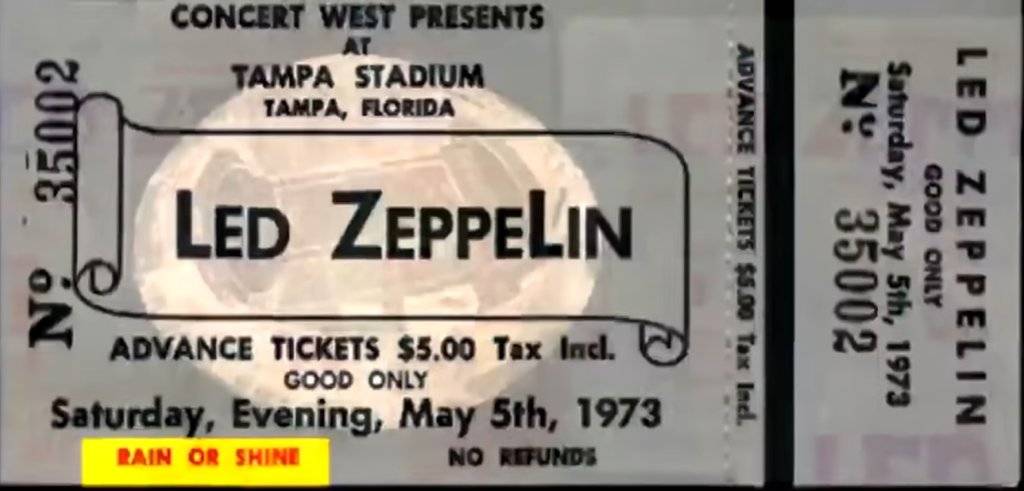 CONCERT WEST PRESENTS
AT
TAMPA STADIUM
TAMPA, FLORIDA
No. 35002
LED ZEPPELIN
ADVANCE TICKETS $5.00 Tax Incl.
GOOD ONLY
Saturday, Evening, May 5th, 1973
RAIN OR SHINE
NO REFUNDS
ADVANCE TICKETS $5.00 Tax Incl.
LED ZEPPELIN
GOOD ONLY
Saturday, May 5th, 1973
No. 35002